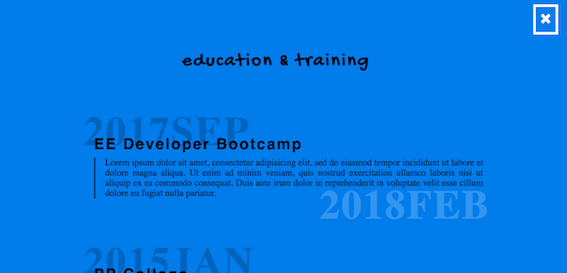 education & training
2017SEP
EE Developer Bootcamp
Lorem ipsum dolor sit amet, consectetur adipisicing elit, sed do eiusmod tempor incididunt ut labore et
dolore magna aliqua. Ut enim ad minim veniam, quis nostrud exercitation ullamco laboris nisi ut
aliquip ex ea commodo consequat. Duis aute irure dolor in reprehenderit in voluptate velit esse cillum
dolore eu fugiat nulla pariatur.
2018FEB
2015JAN
College